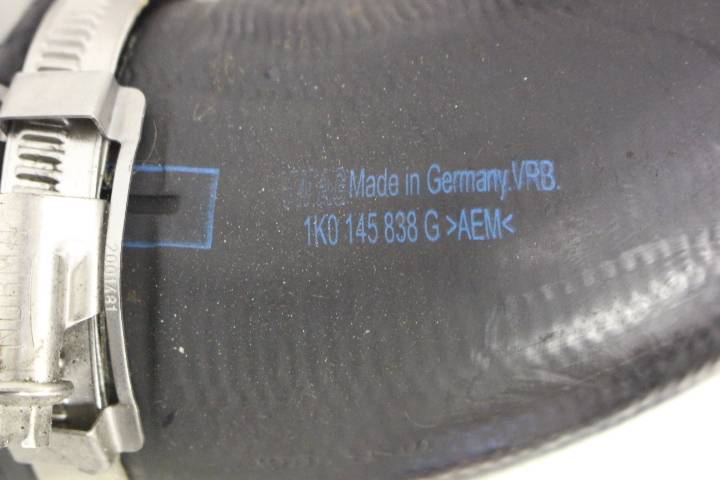 Made in Germany.VRB.
1K0 145 838 G >AEM<